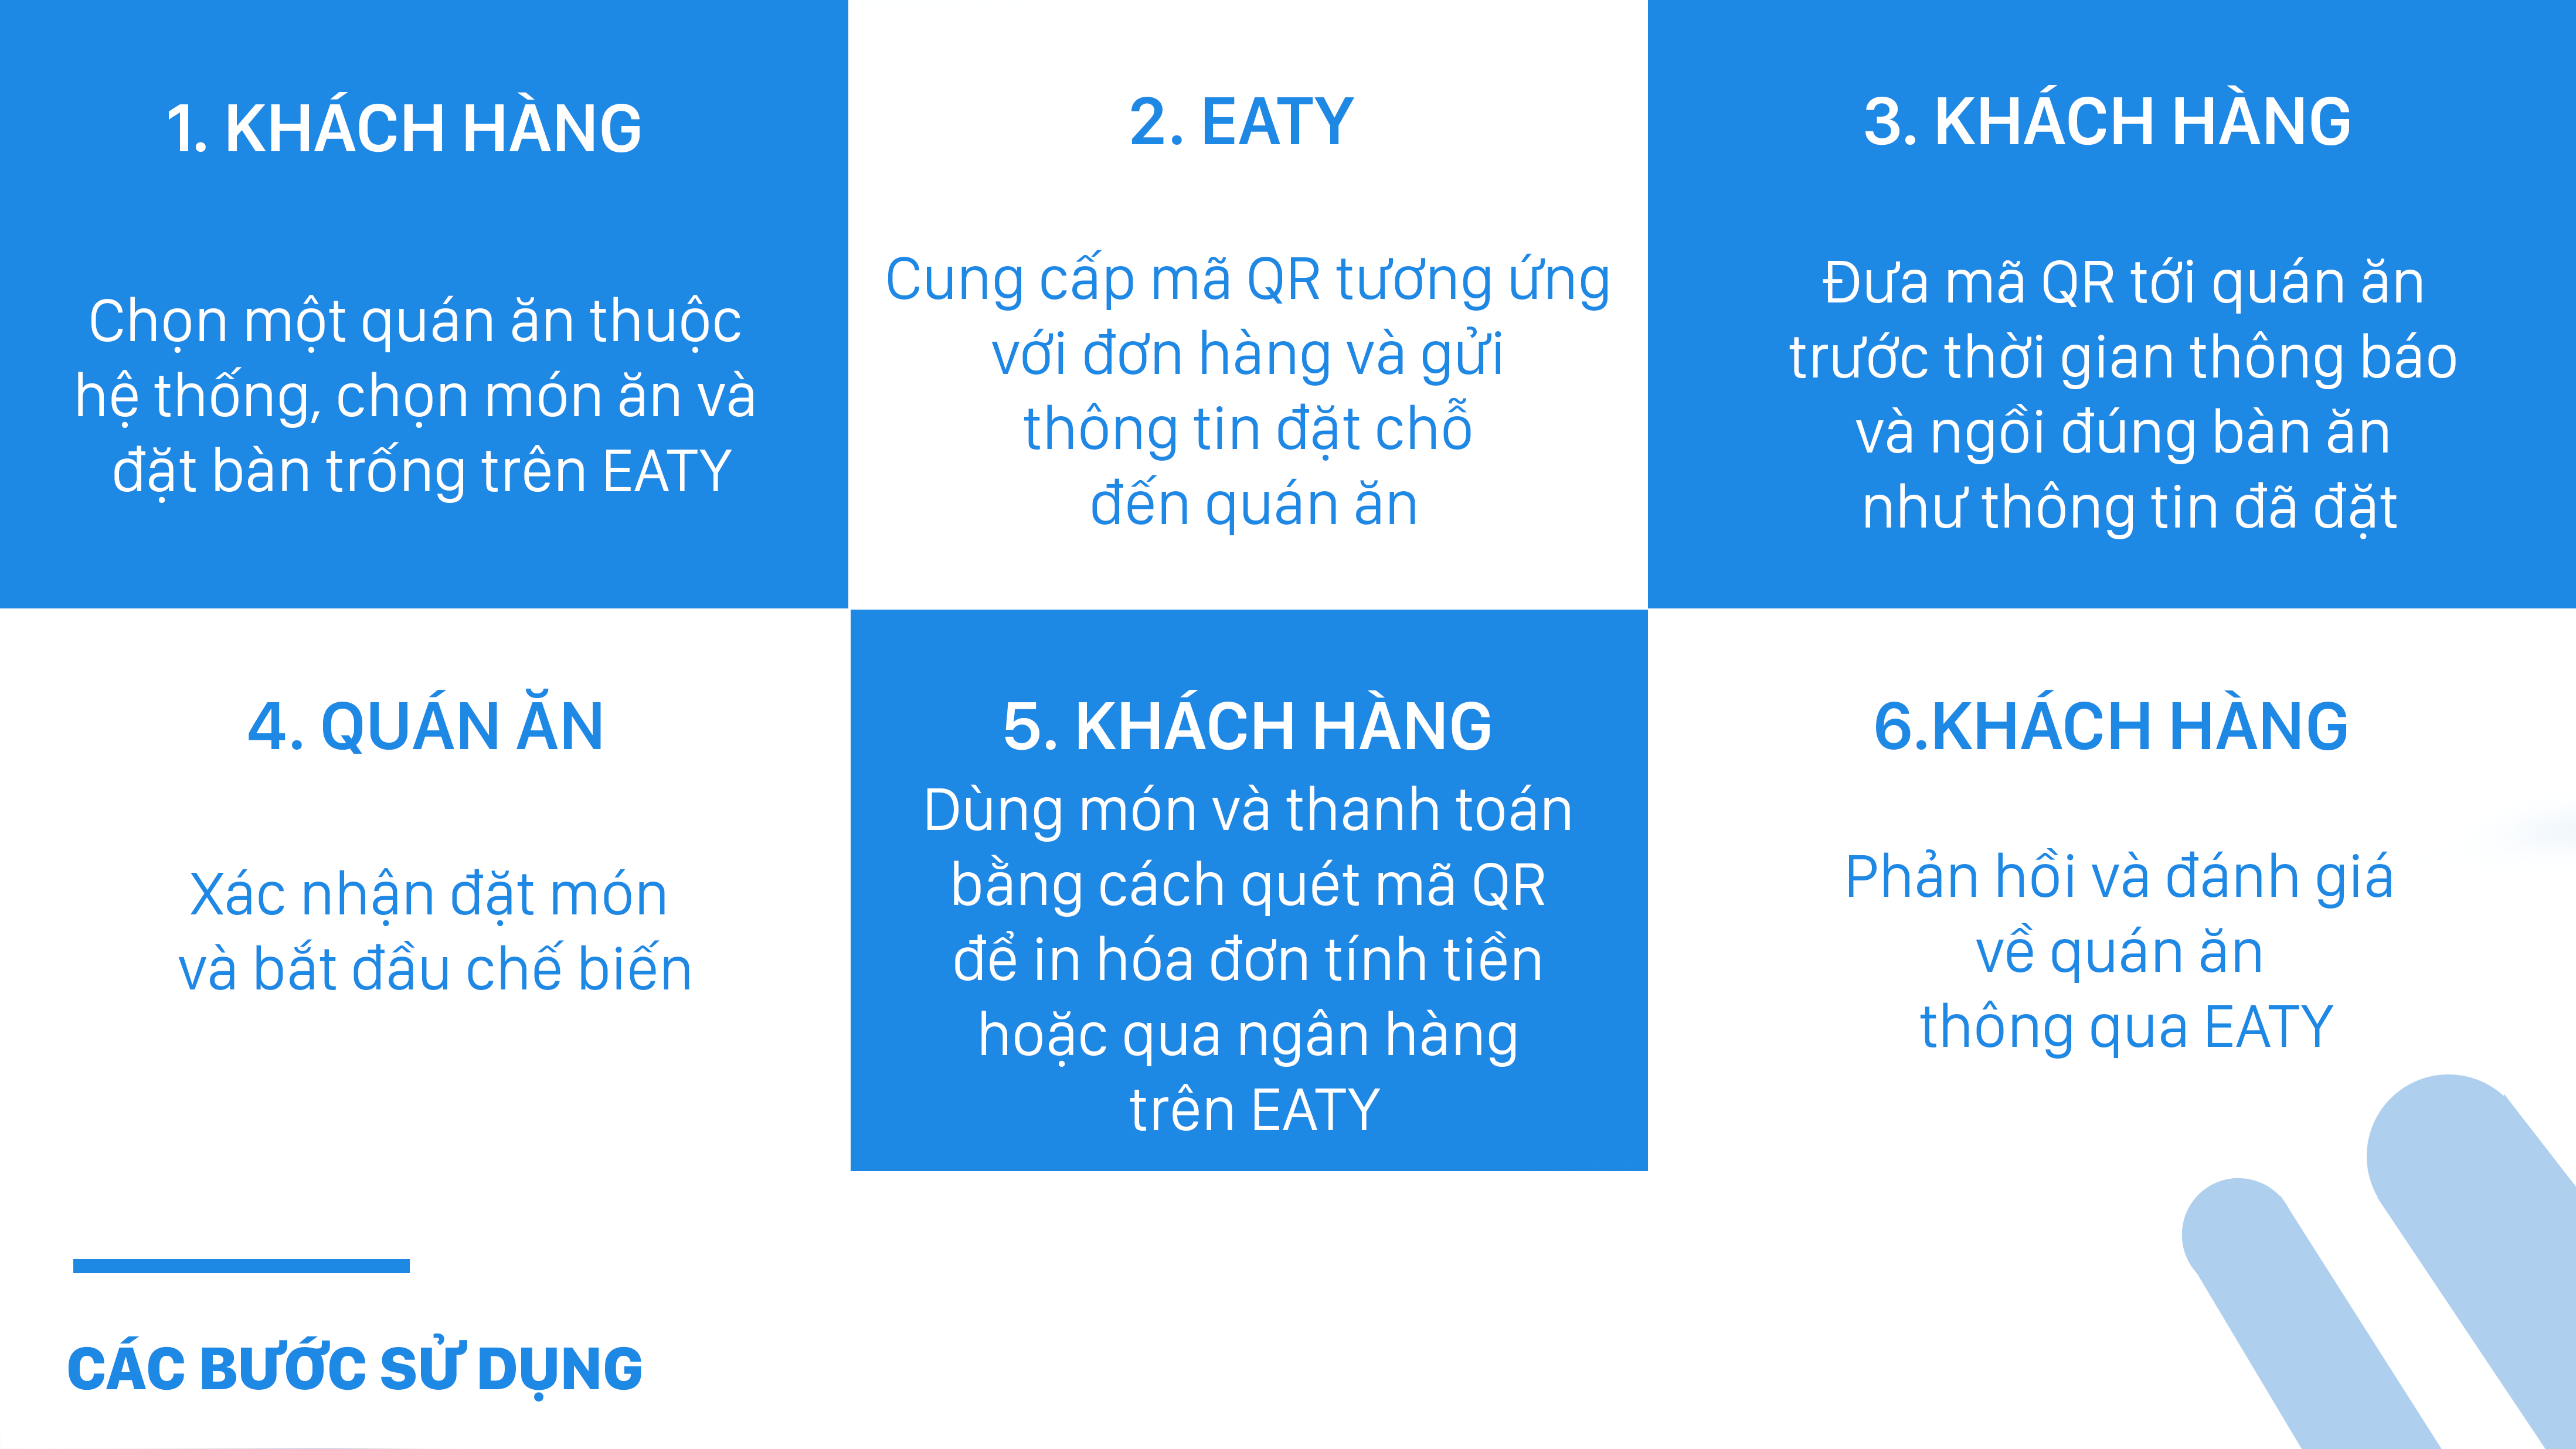 1. KHÁCH HÀNG
Chọn một quán ăn thuộc
hệ thống, chọn món ăn và
đặt bàn trống trên EATY
2. EATY
Cung cấp mã QR tương ứng
với đơn hàng và gửi
thông tin đặt chỗ
đến quán ăn
3. KHÁCH HÀNG
Đưa mã QR tới quán ăn
trước thời gian thông báo
và ngồi đúng bàn ăn
như thông tin đã đặt
4. QUÁN ĂN
Xác nhận đặt món
và bắt đầu chế biến
5. KHÁCH HÀNG
Dùng món và thanh toán
bằng cách quét mã QR
để in hóa đơn tính tiền
hoặc qua ngân hàng
trên EATY
6.KHÁCH HÀNG
Phản hồi và đánh giá
về quán ăn
thông qua EATY
CÁC BƯỚC SỬ DỤNG